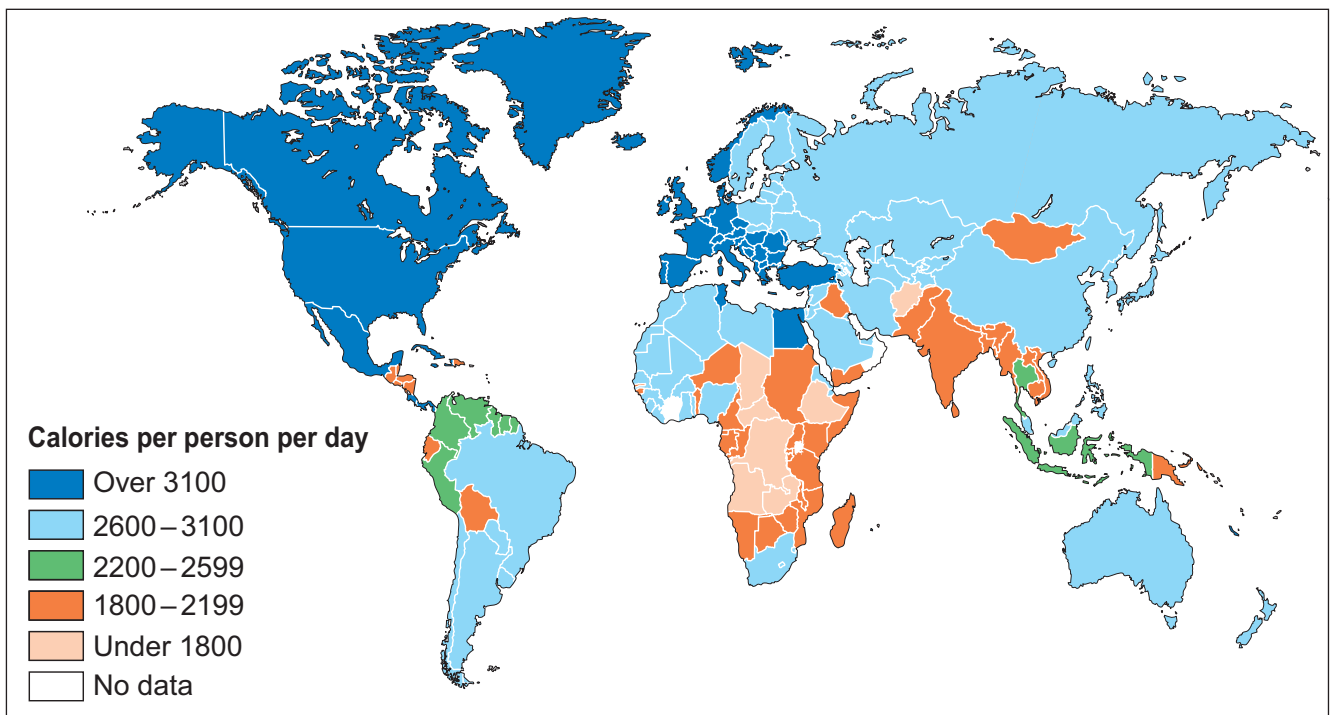 Calories per person per day
Over 3100
2600 – 3100
2200 – 2599
1800 – 2199
Under 1800
No data